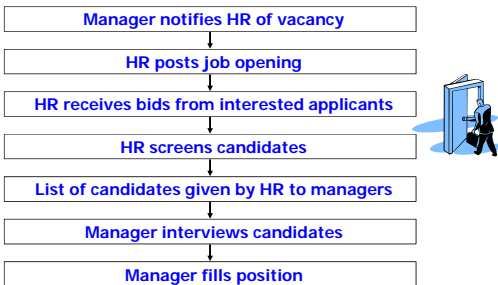 Manager notifies HR of vacancy
HR posts job opening
HR receives bids from interested applicants
HR screens candidates
List of candidates given by HR to managers
Manager interviews candidates
Manager fills position